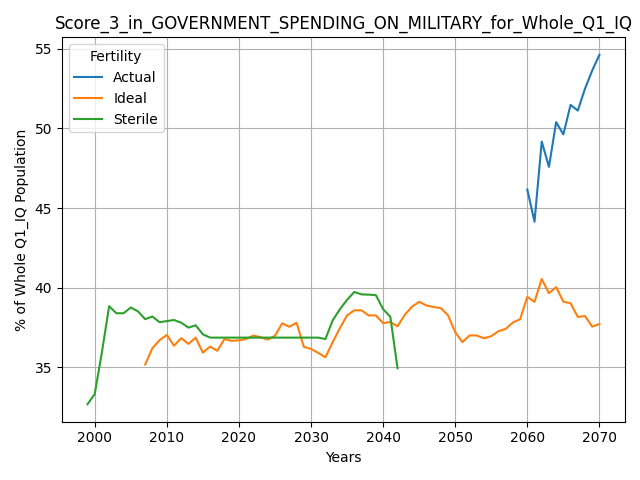 Score_3_in_GOVERNMENT_SPENDING_ON_MILITARY_for_Whole_Q1_IQ
Fertility
Actual
Ideal
Sterile
% of Whole Q1_IQ Population
55
50
45
40
35
2000 2010 2020 2030 2040 2050 2060 2070
Years